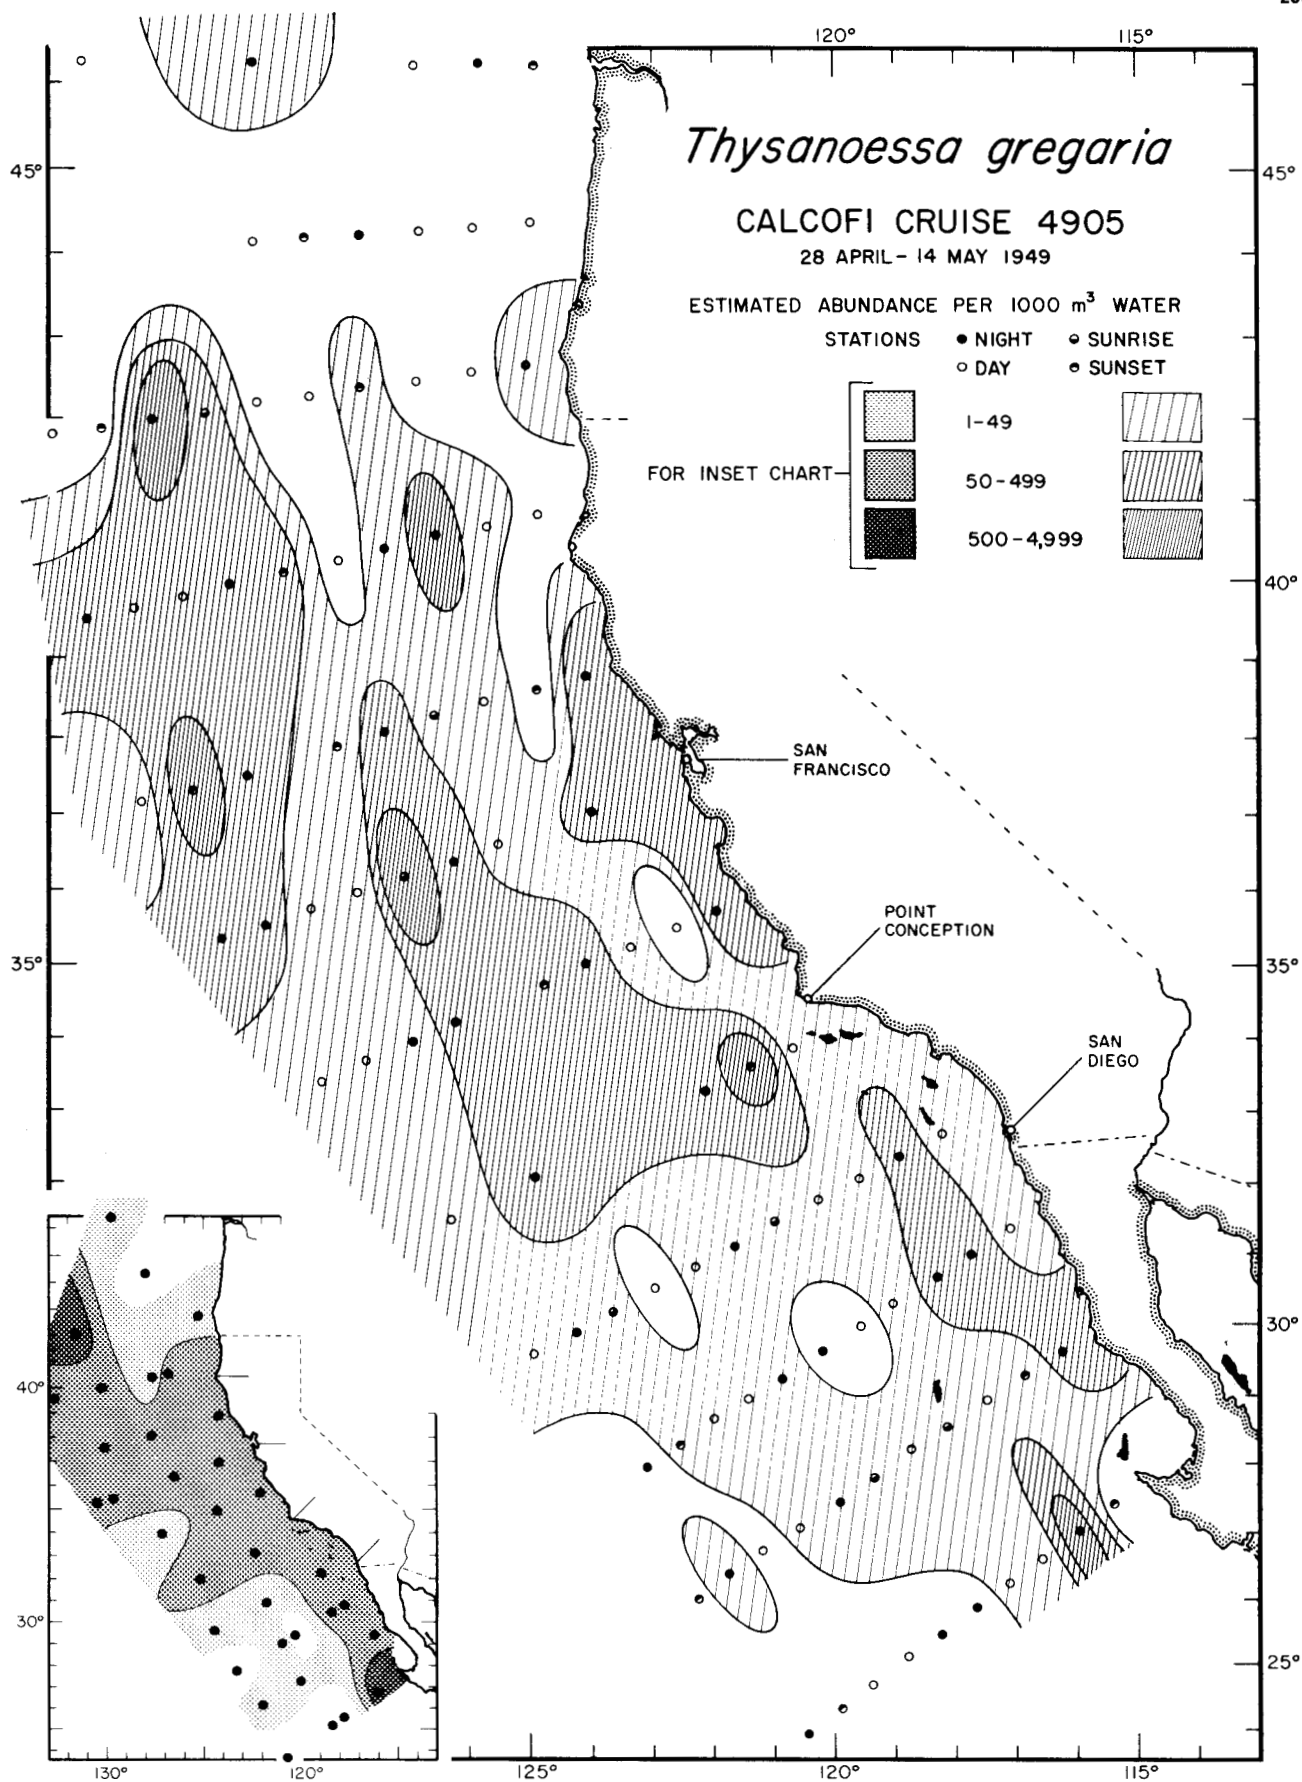 120°
115°
45°
45°
Thysanoessa gregaria
CALCOFI CRUISE 4905
28 APRIL - 14 MAY 1949
ESTIMATED ABUNDANCE PER 1000 m³ WATER
STATIONS ● NIGHT ◒ SUNRISE
○ DAY ◓ SUNSET
FOR INSET CHART
1-49
50-499
500-4,999
40°
SAN
FRANCISCO
POINT
CONCEPTION
35°
35°
SAN
DIEGO
30°
40°
30°
25°
130°
120°
125°
120°
115°